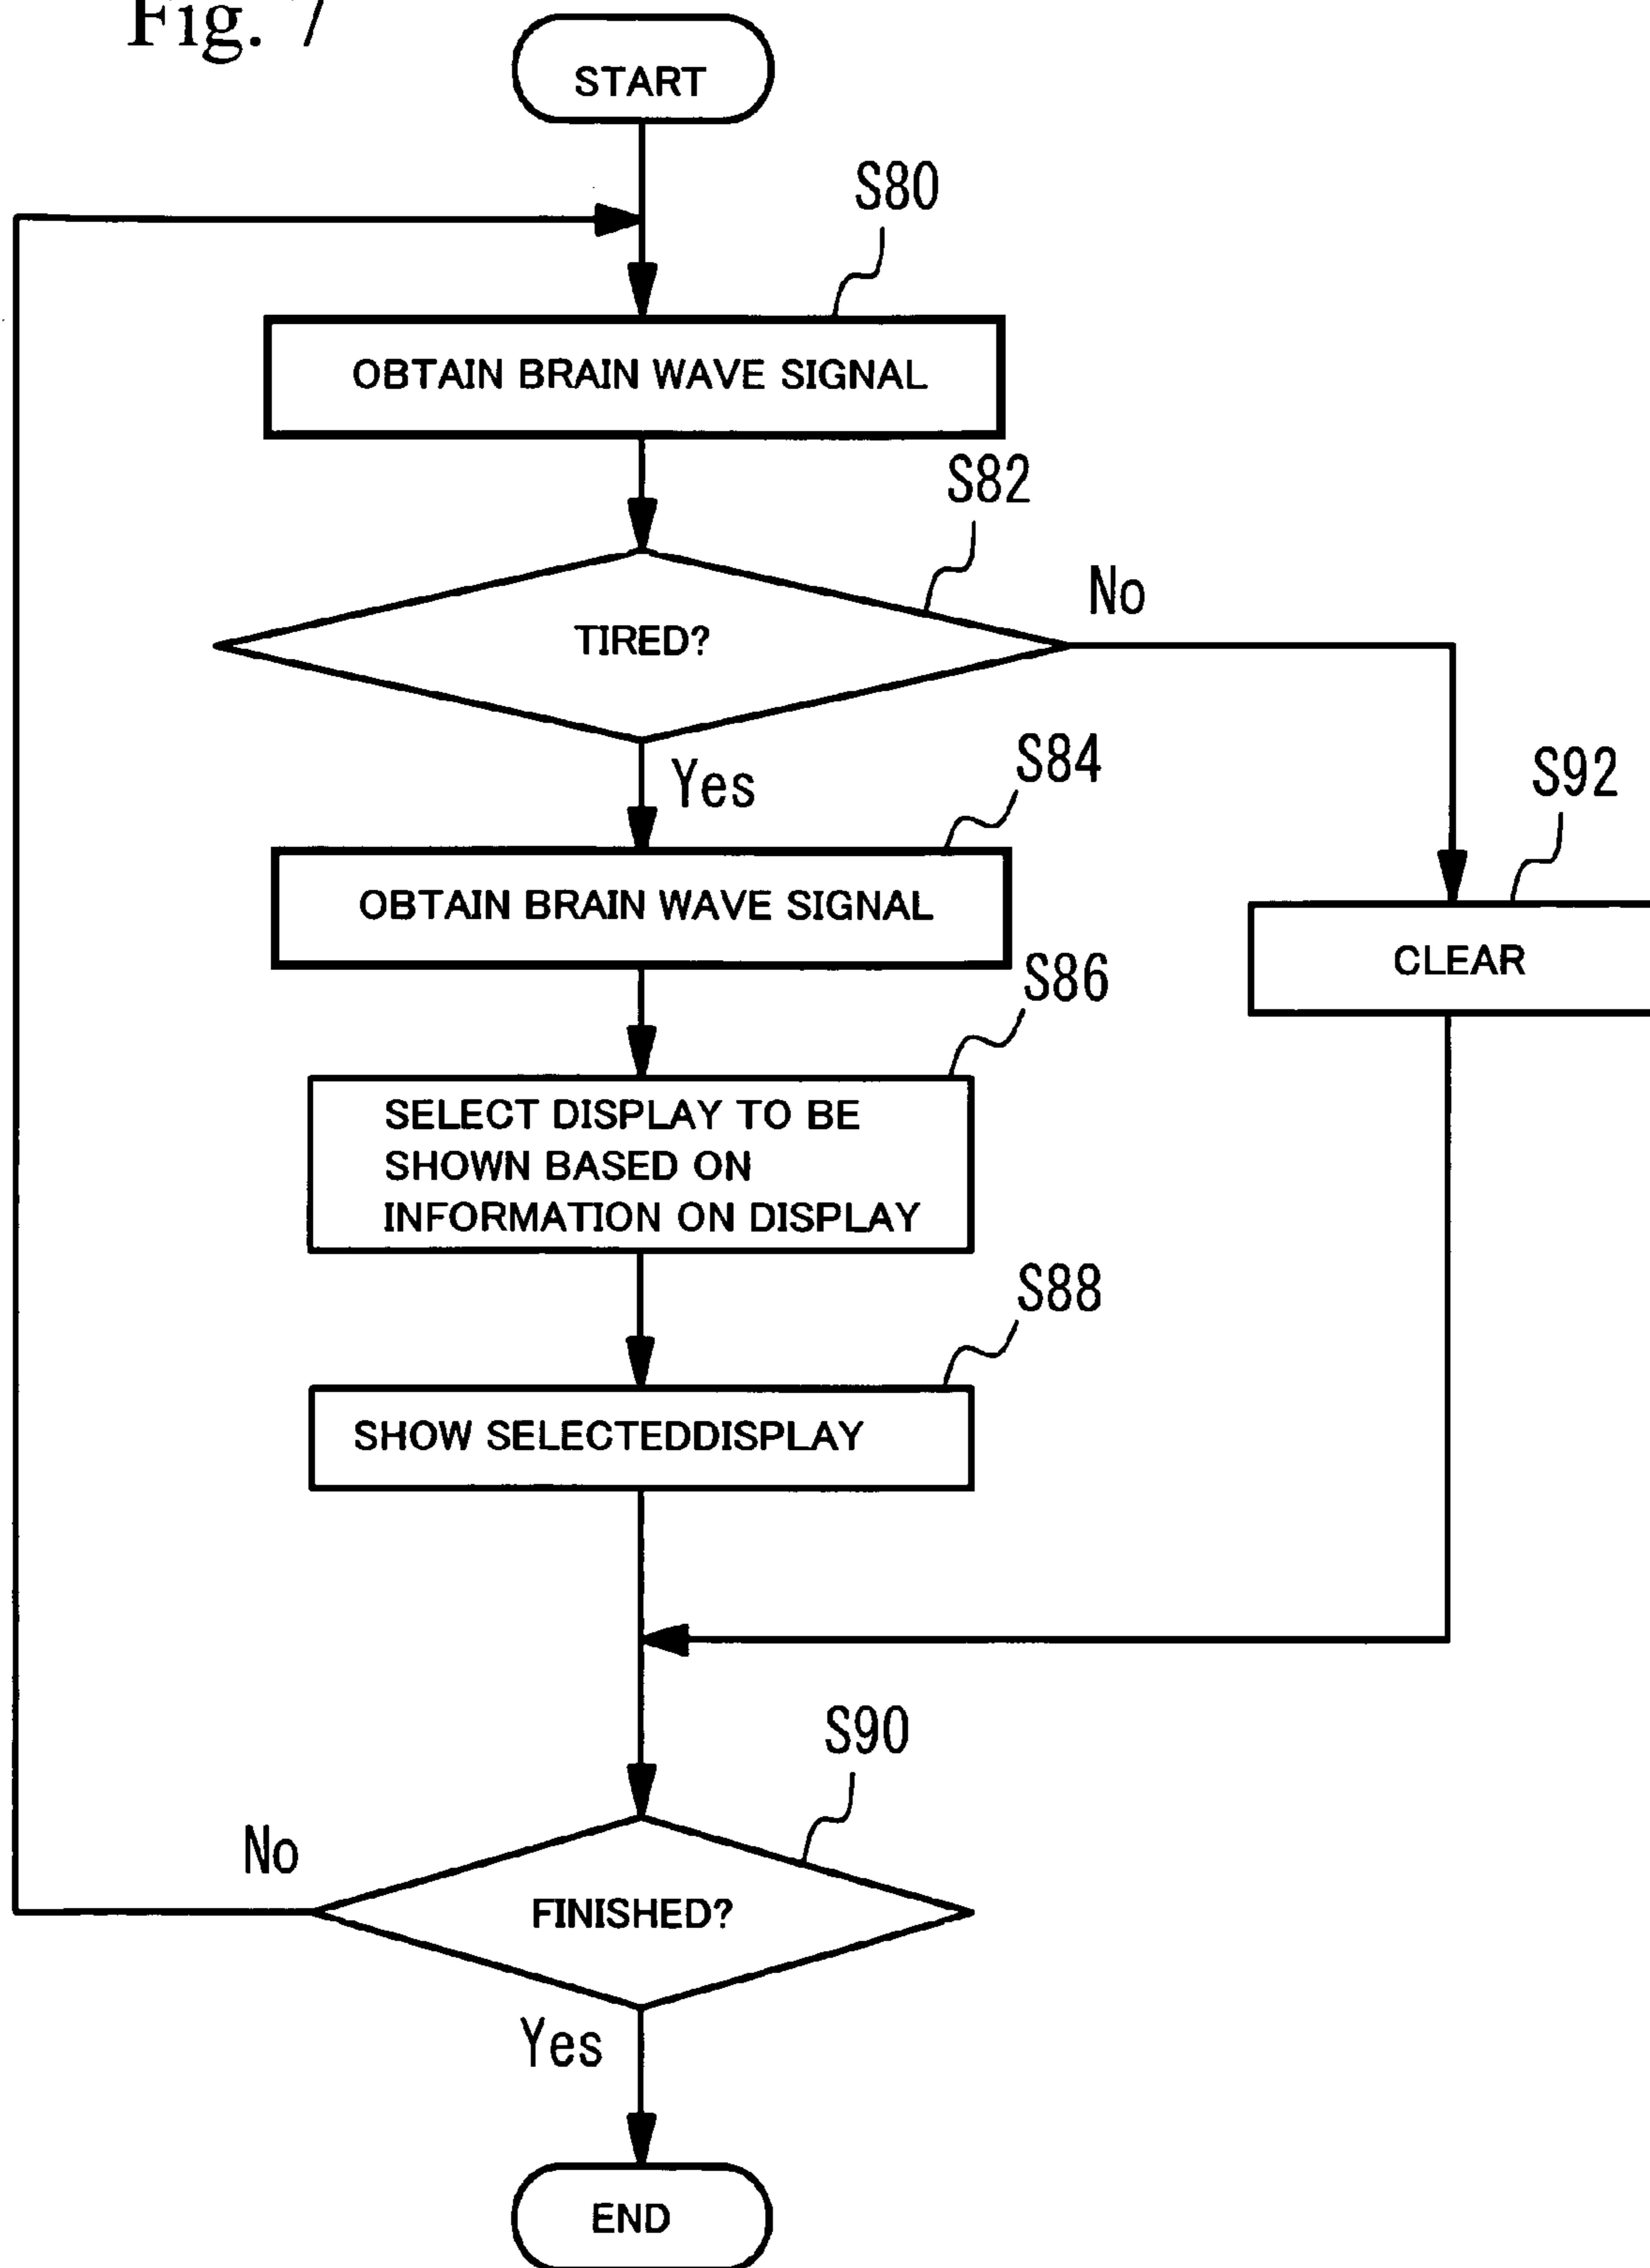 Fig. 7
START
S80
OBTAIN BRAIN WAVE SIGNAL
S82
TIRED?
No
Yes
S84
OBTAIN BRAIN WAVE SIGNAL
S92
CLEAR
S86
SELECT DISPLAY TO BE
SHOWN BASED ON
INFORMATION ON DISPLAY
S88
SHOW SELECTEDDISPLAY
S90
No
FINISHED?
Yes
END